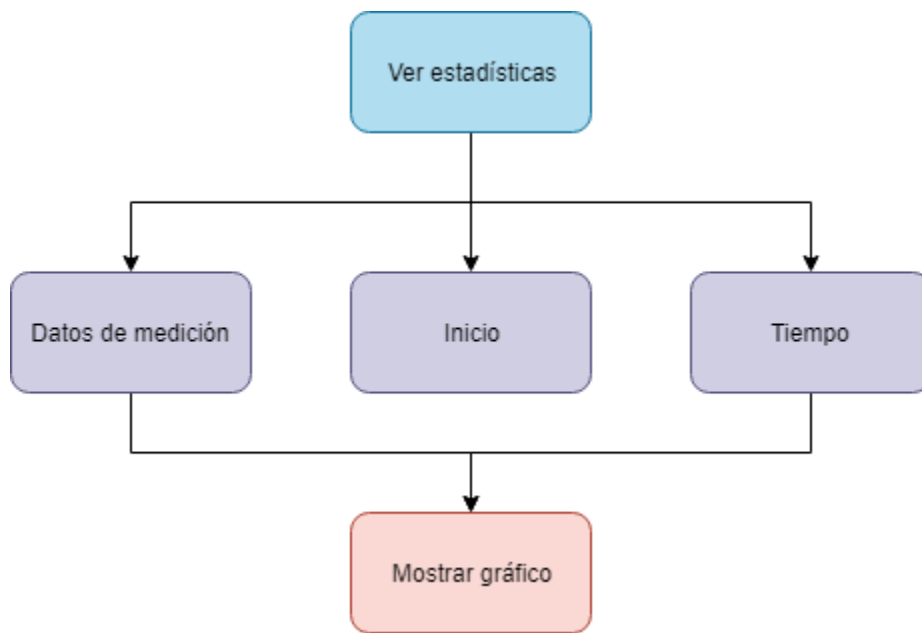 Ver estadísticas
Datos de medición
Inicio
Tiempo
Mostrar gráfico